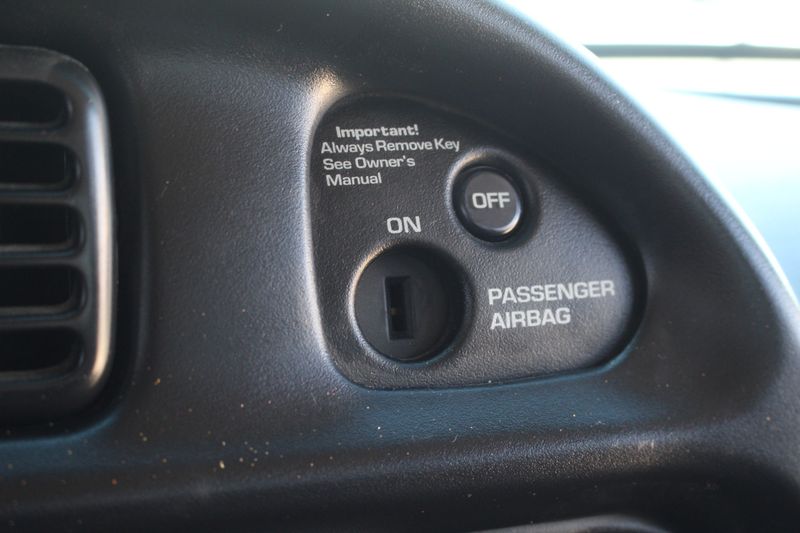 Important!
Always Remove Key
See Owner's
Manual
OFF
ON
PASSENGER
AIRBAG